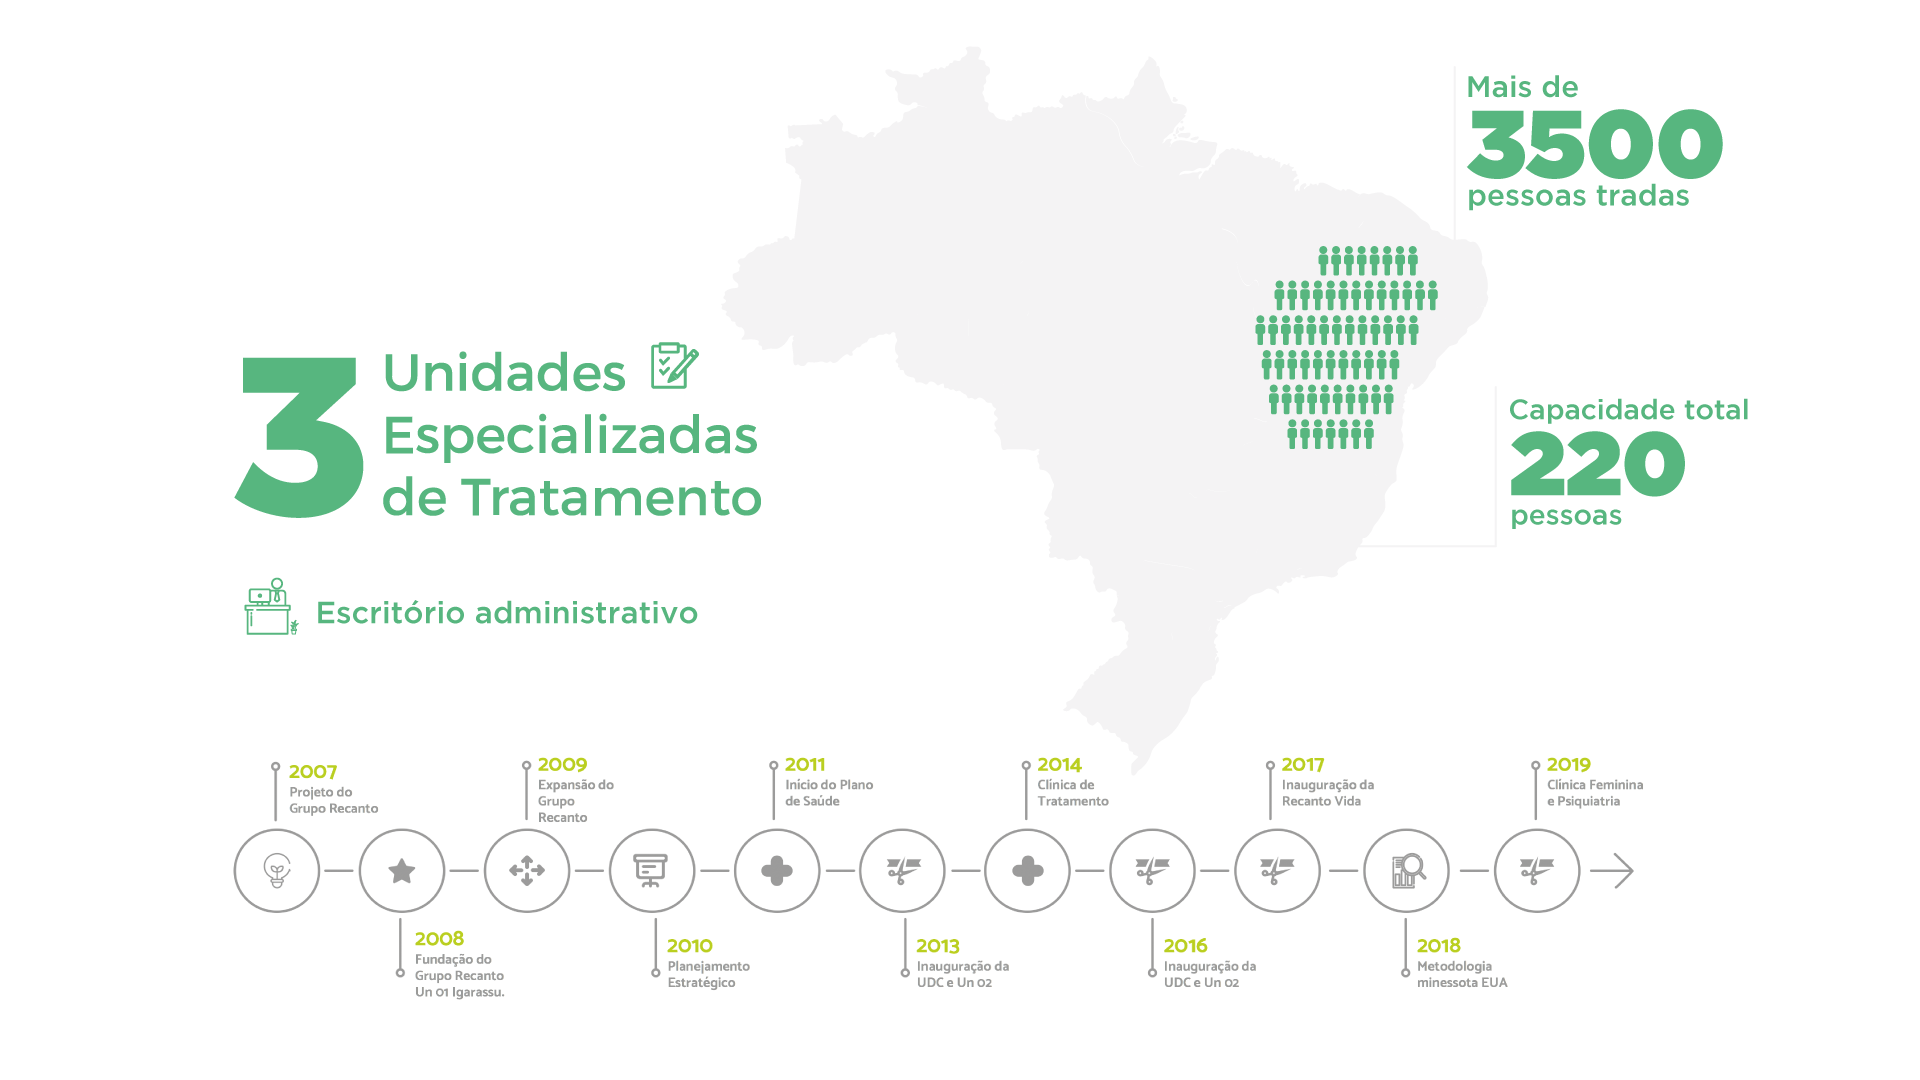 Mais de
3500
pessoas tradas
3
Unidades
Especializadas
de Tratamento
Capacidade total
220
pessoas
Escritório administrativo
2007
Projeto do
Grupo Recanto
2008
Fundação do
Grupo Recanto
Un 01 Igarassu.
2009
Expansão do
Grupo
Recanto
2010
Planejamento
Estratégico
2011
Início do Plano
de Saúde
2013
Inauguração da
UDC e Un 02
2014
Clínica de
Tratamento
2016
Inauguração da
UDC e Un 02
2017
Inauguração da
Recanto Vida
2018
Metodologia
minessota EUA
2019
Clínica Feminina
e Psiquiatria